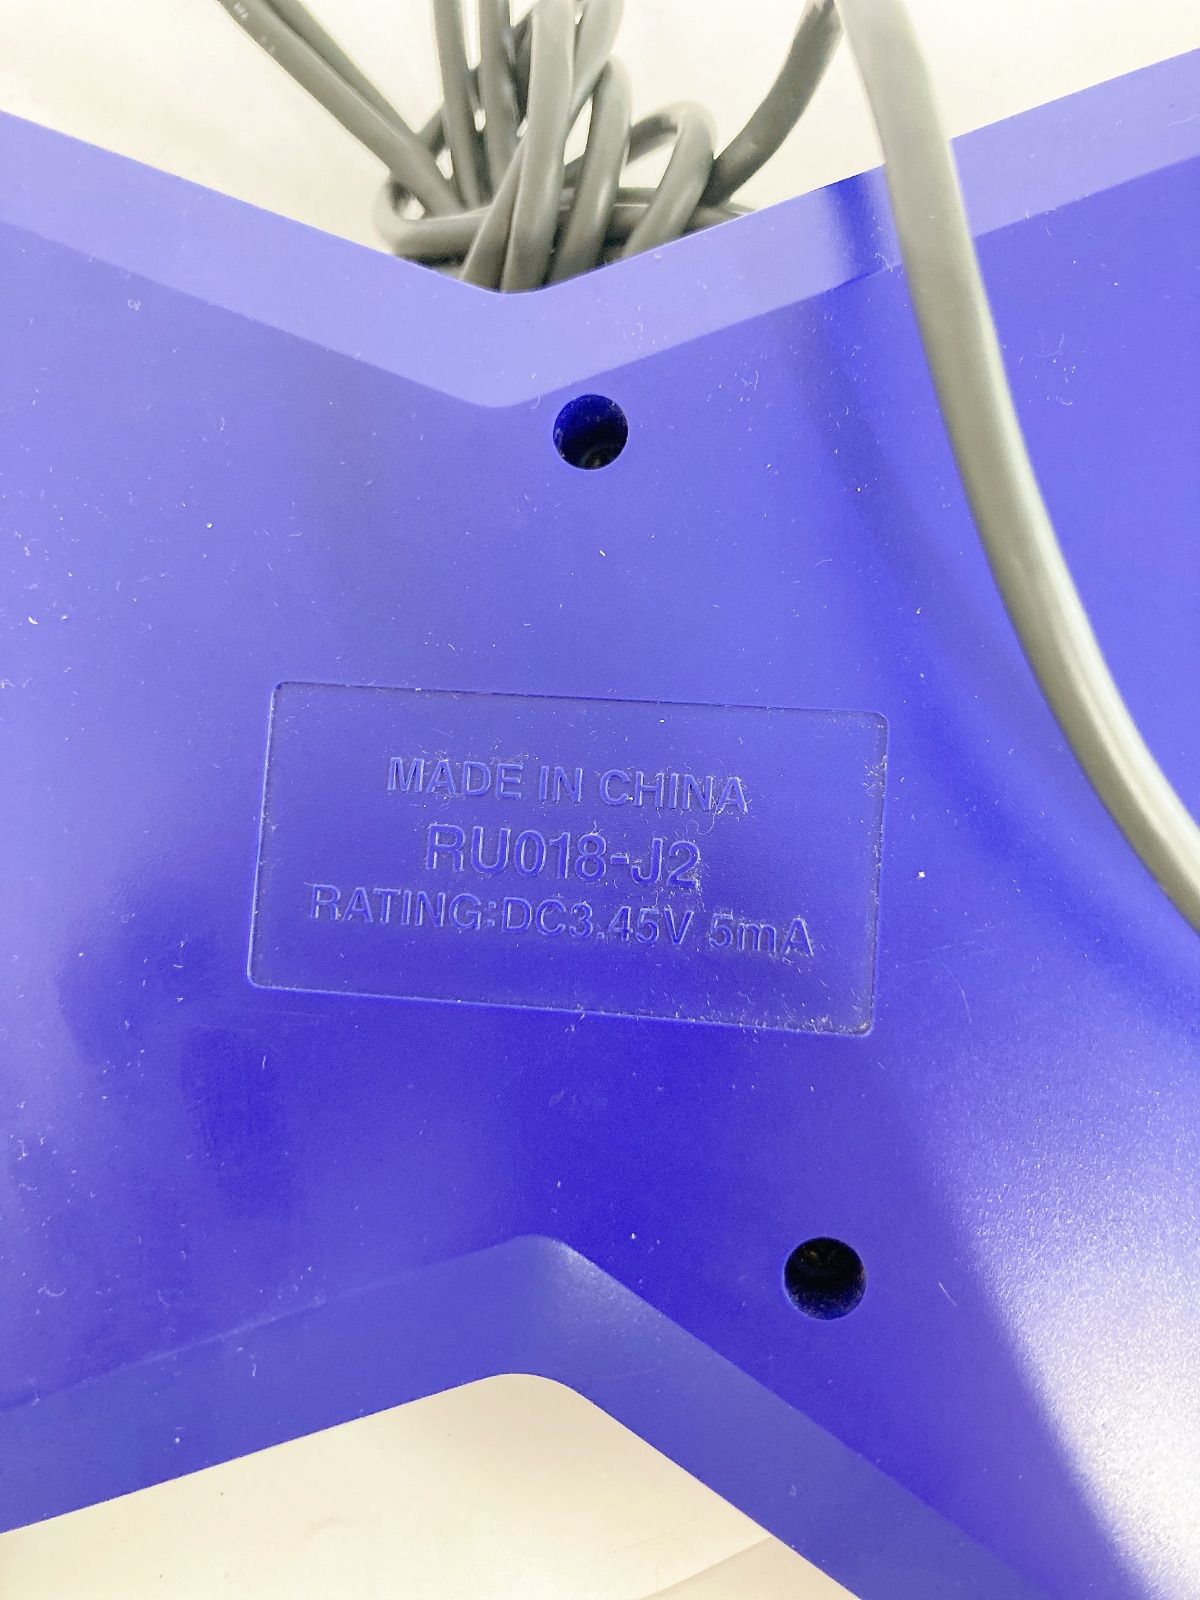 MADE IN CHINA
RU018-J2
RATING:DC3.45V 5mA